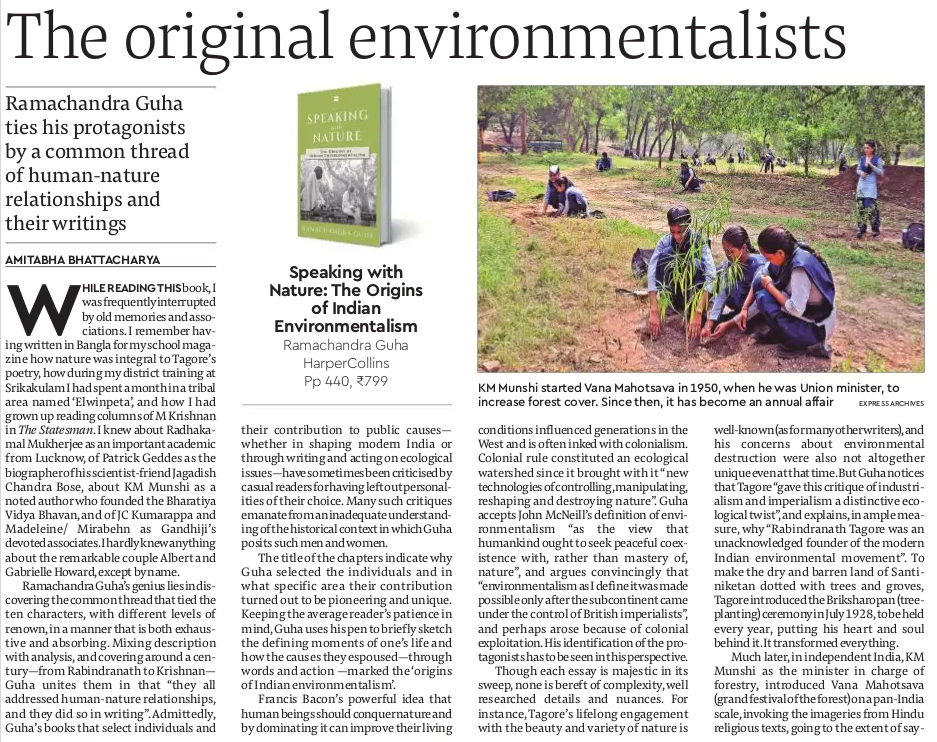 The original environmentalists
Ramachandra Guha
ties his protagonists
by a common thread
of human-nature
relationships and
their writings
AMITABHA BHATTACHARYA
WHILE READING THIS book, I
was frequently interrupted
by old memories and asso-
ciations. I remember hav-
ing written in Bangla for my school maga-
zine how nature was integral to Tagore's
poetry, how during my district training at
Srikakulam I had spent a month in a tribal
area named 'Elwinpeta', and how I had
grown up reading columns of M Krishnan
in The Statesman. I knew about Radhaka-
mal Mukherjee as an important academic
from Lucknow, of Patrick Geddes as the
biographer of his scientist-friend Jagadish
Chandra Bose, about KM Munshi as a
noted author who founded the Bharatiya
Vidya Bhavan, and of JC Kumarappa and
Madeleine/ Mirabehn as Gandhiji's
devoted associates. I hardly knew anything
about the remarkable couple Albert and
Gabrielle Howard, except by name.
Ramachandra Guha's genius lies in dis-
covering the common thread that tied the
ten characters, with different levels of
renown, in a manner that is both exhaus-
tive and absorbing. Mixing description
with analysis, and covering around a cen-
tury—from Rabindranath to Krishnan—
Guha unites them in that "they all
addressed human-nature relationships,
and they did so in writing". Admittedly,
Guha's books that select individuals and
SPEAKING
WITH
NATURE
THE ORIGINS OF
INDIAN ENVIRONMENTALISM
RAMACHANDRA GUHA
Speaking with
Nature: The Origins
of Indian
Environmentalism
Ramachandra Guha
HarperCollins
Pp 440, ₹799
their contribution to public causes—
whether in shaping modern India or
through writing and acting on ecological
issues—have sometimes been criticised by
casual readers for having left out personal-
ities of their choice. Many such critiques
emanate from an inadequate understand-
ing of the historical context in which Guha
posits such men and women.
The title of the chapters indicate why
Guha selected the individuals and in
what specific area their contribution
turned out to be pioneering and unique.
Keeping the average reader's patience in
mind, Guha uses his pen to briefly sketch
the defining moments of one's life and
how the causes they espoused—through
words and action —marked the 'origins
of Indian environmentalism'.
Francis Bacon's powerful idea that
human beings should conquer nature and
by dominating it can improve their living
KM Munshi started Vana Mahotsava in 1950, when he was Union minister, to
increase forest cover. Since then, it has become an annual affair
EXPRESS ARCHIVES
conditions influenced generations in the
West and is often inked with colonialism.
Colonial rule constituted an ecological
watershed since it brought with it "new
technologies of controlling, manipulating,
reshaping and destroying nature". Guha
accepts John McNeill's definition of envi-
ronmentalism "as the view that
humankind ought to seek peaceful coex-
istence with, rather than mastery of,
nature", and argues convincingly that
"environmentalism as I define it was made
possible only after the subcontinent came
under the control of British imperialists",
and perhaps arose because of colonial
exploitation. His identification of the pro-
tagonists has to be seen in this perspective.
Though each essay is majestic in its
sweep, none is bereft of complexity, well
researched details and nuances. For
instance, Tagore's lifelong engagement
with the beauty and variety of nature is
well-known (as for many other writers), and
his concerns about environmental
destruction were also not altogether
unique even at that time. But Guha notices
that Tagore "gave this critique of industri-
alism and imperialism a distinctive eco-
logical twist", and explains, in ample mea-
sure, why "Rabindranath Tagore was an
unacknowledged founder of the modern
Indian environmental movement". To
make the dry and barren land of Santi-
niketan dotted with trees and groves,
Tagore introduced the Briksharopan (tree-
planting) ceremony in July 1928, to be held
every year, putting his heart and soul
behind it. It transformed everything.
Much later, in independent India, KM
Munshi as the minister in charge of
forestry, introduced Vana Mahotsava
(grand festival of the forest) on a pan-India
scale, invoking the imageries from Hindu
religious texts, going to the extent of say-